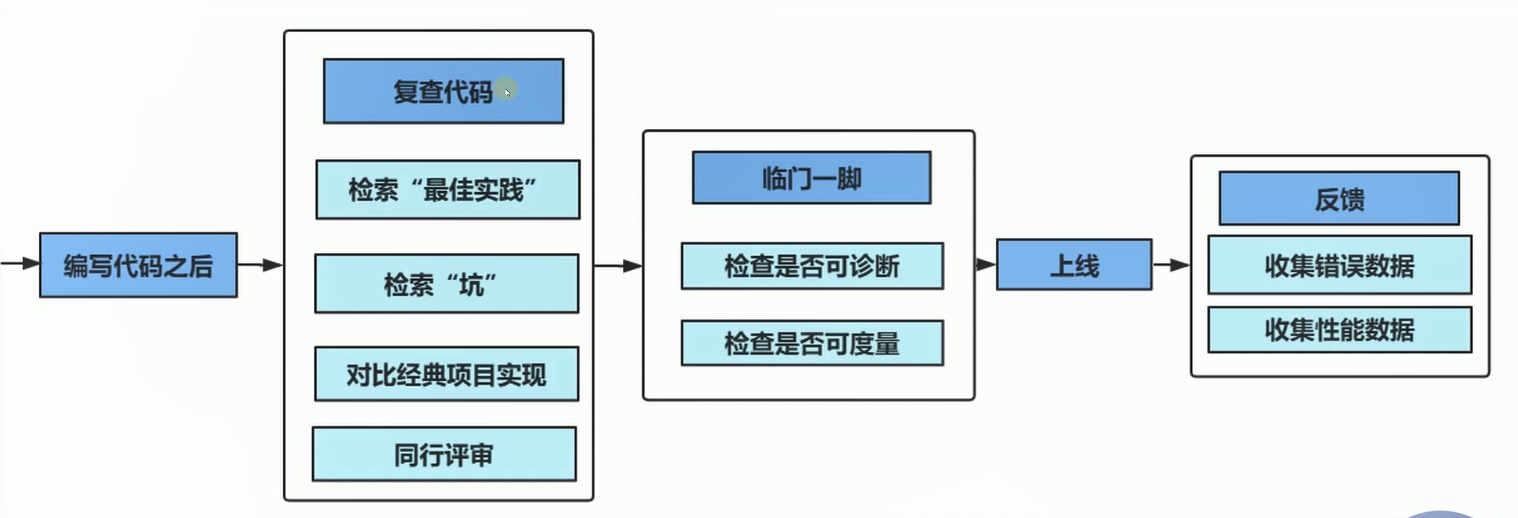 编写代码之后
复查代码
检索“最佳实践”
检索“坑”
对比经典项目实现
同行评审
临门一脚
检查是否可诊断
检查是否可度量
上线
反馈
收集错误数据
收集性能数据